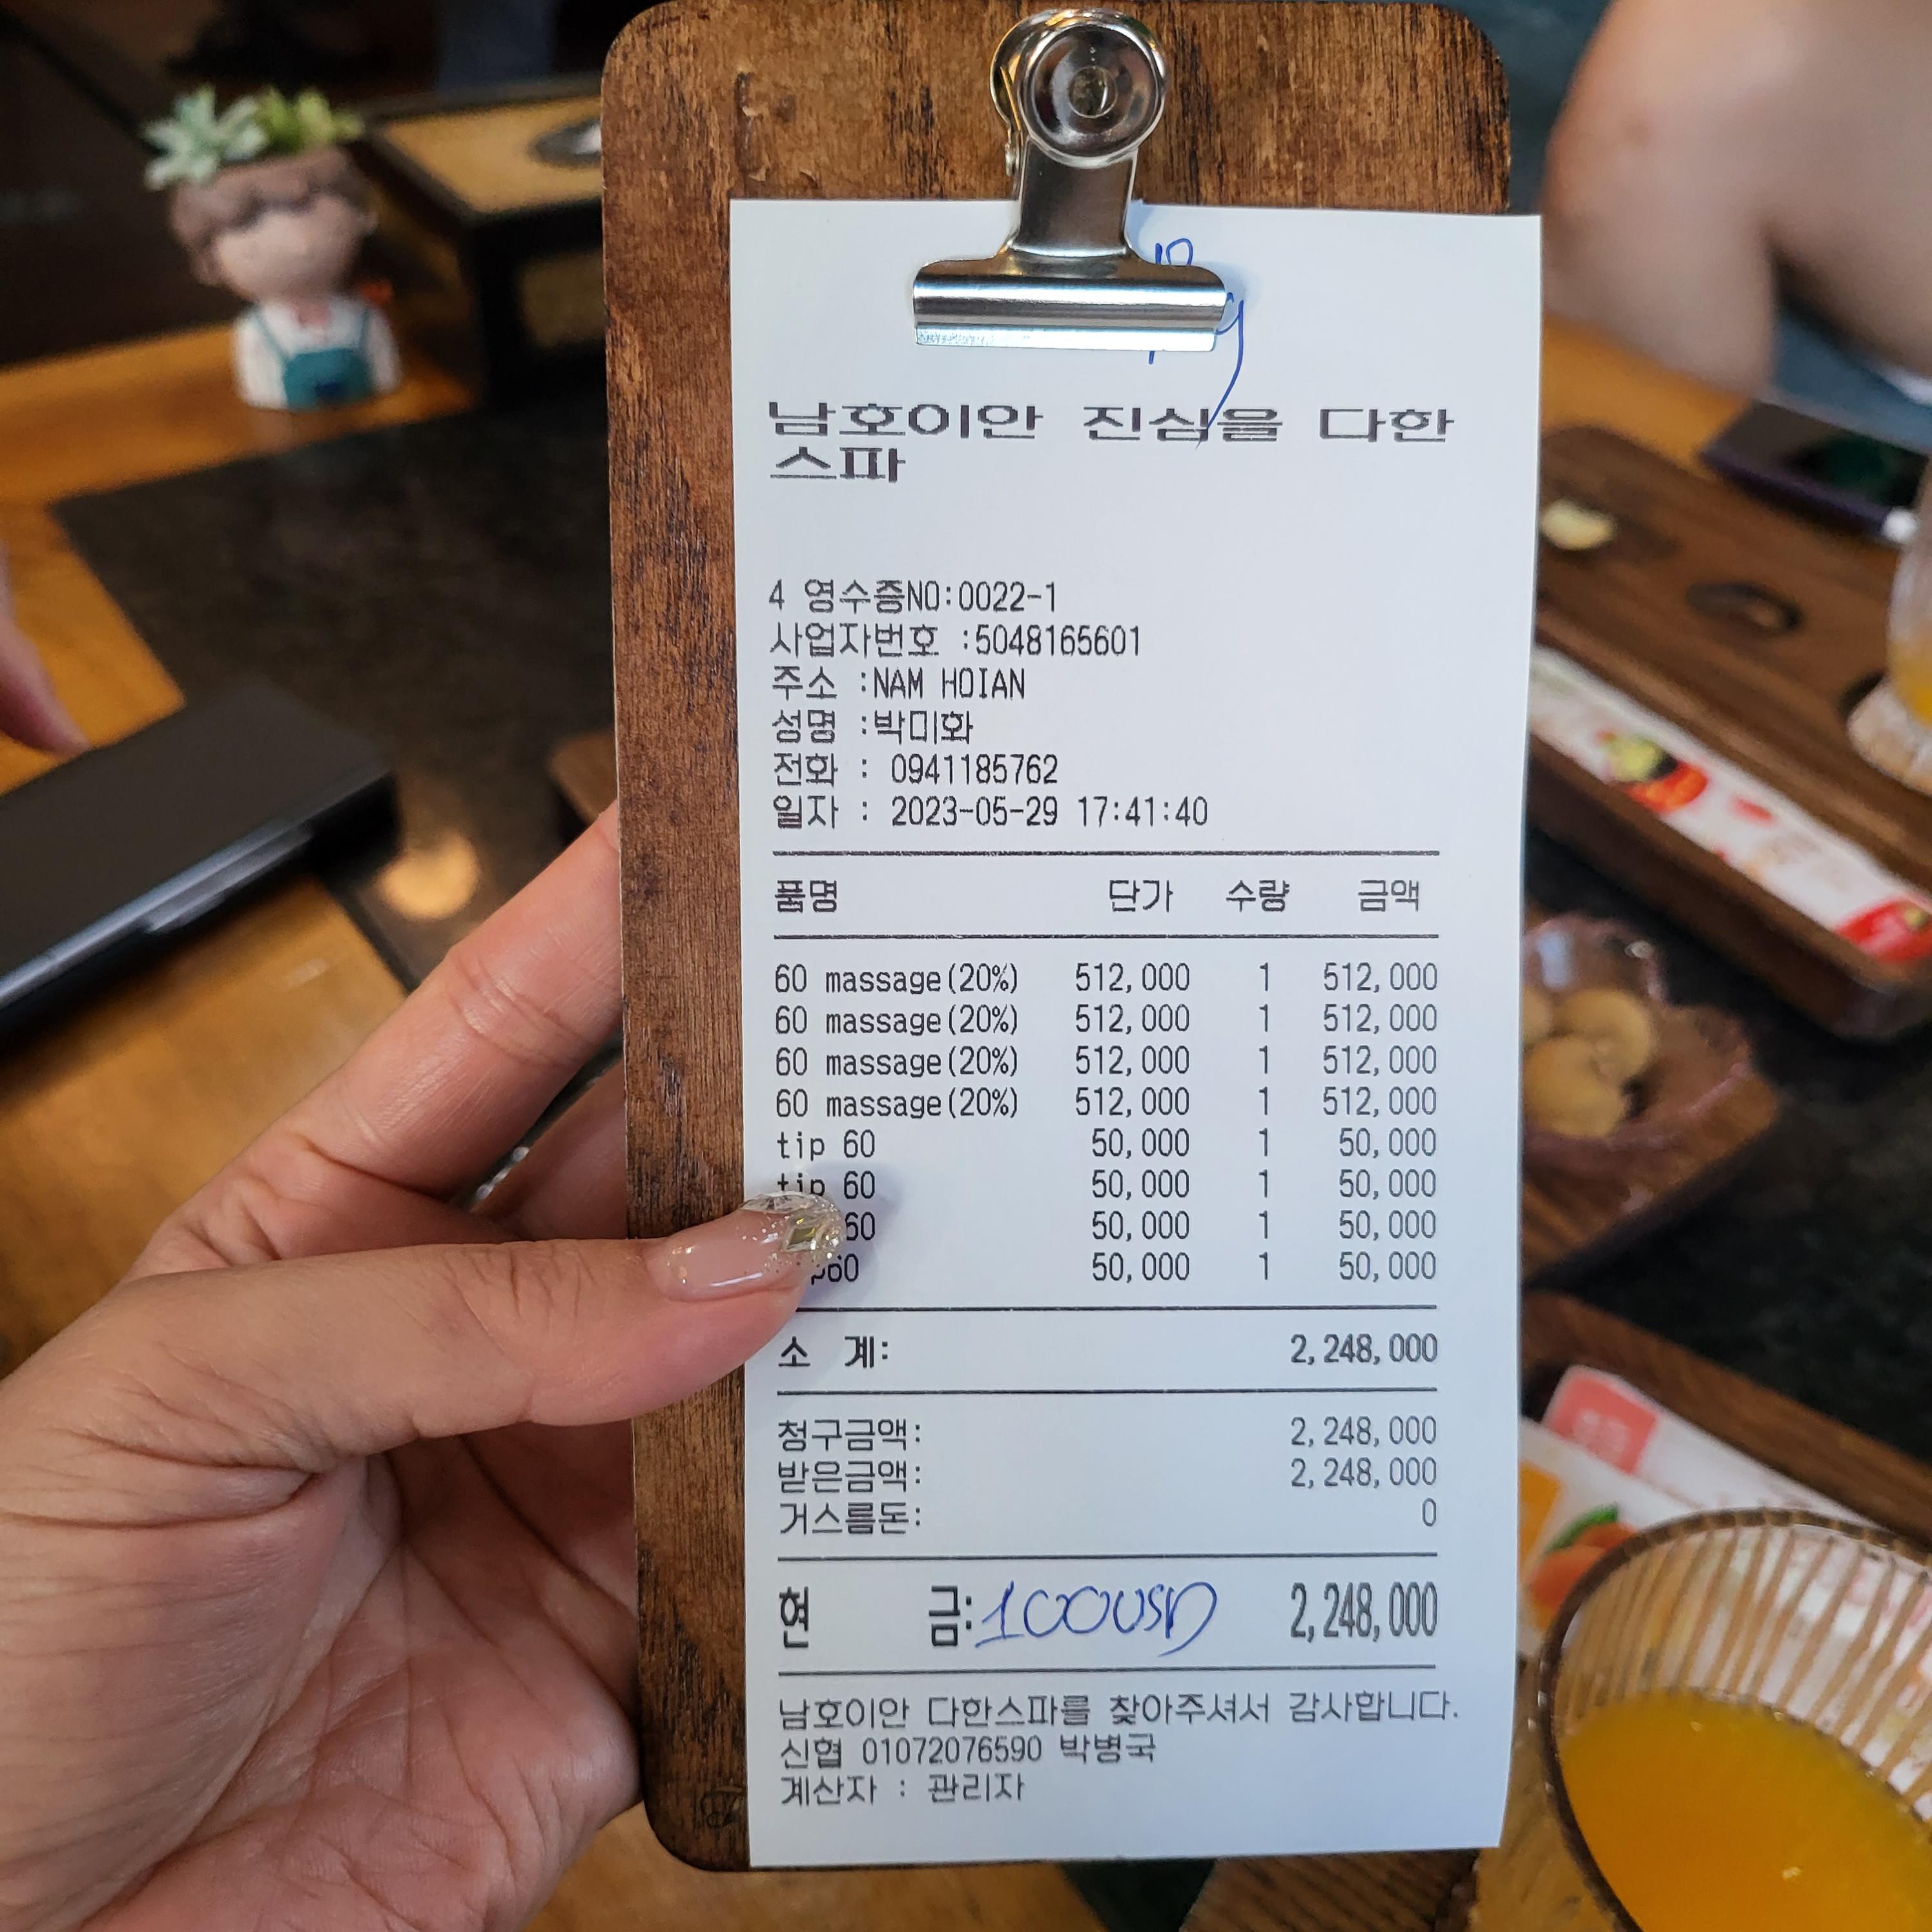 남호이안 진심을 다한
스파
4 영수증NO:0022-1
사업자번호 :5048165601
주소 :NAM HOIAN
성명 :박미화
전화 : 0941185762
일자 : 2023-05-29 17:41:40
품명 단가 수량 금액
60 massage(20%) 512,000 1 512,000
60 massage(20%) 512,000 1 512,000
60 massage(20%) 512,000 1 512,000
60 massage(20%) 512,000 1 512,000
tip 60 50,000 1 50,000
tip 60 50,000 1 50,000
60 50,000 1 50,000
p60 50,000 1 50,000
소 계: 2,248,000
청구금액: 2,248,000
받은금액: 2,248,000
거스름돈: 0
현 금: 2,248,000
남호이안 다한스파를 찾아주셔서 감사합니다.
신협 01072076590 박병국
계산자 : 관리자